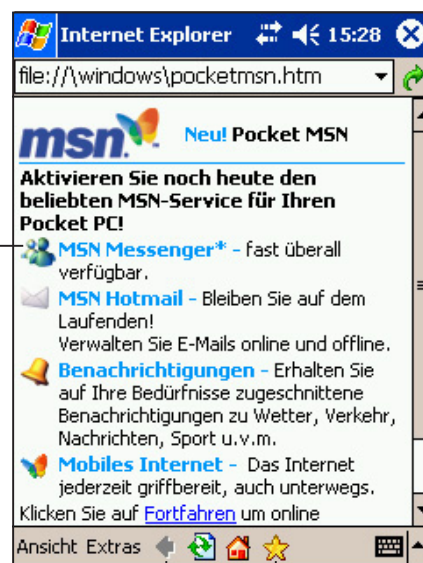 Internet Explorer 15:28
file://\windows\pocketmsn.htm
msn Neu! Pocket MSN
Aktivieren Sie noch heute den
beliebten MSN-Service für Ihren
Pocket PC!
MSN Messenger* - fast überall
verfügbar.
MSN Hotmail - Bleiben Sie auf dem
Laufenden!
Verwalten Sie E-Mails online und offline.
Benachrichtigungen - Erhalten Sie
auf Ihre Bedürfnisse zugeschnittene
Benachrichtigungen zu Wetter, Verkehr,
Nachrichten, Sport u.v.m.
Mobiles Internet - Das Internet
jederzeit griffbereit, auch unterwegs.
Klicken Sie auf Fortfahren um online
Ansicht Extras